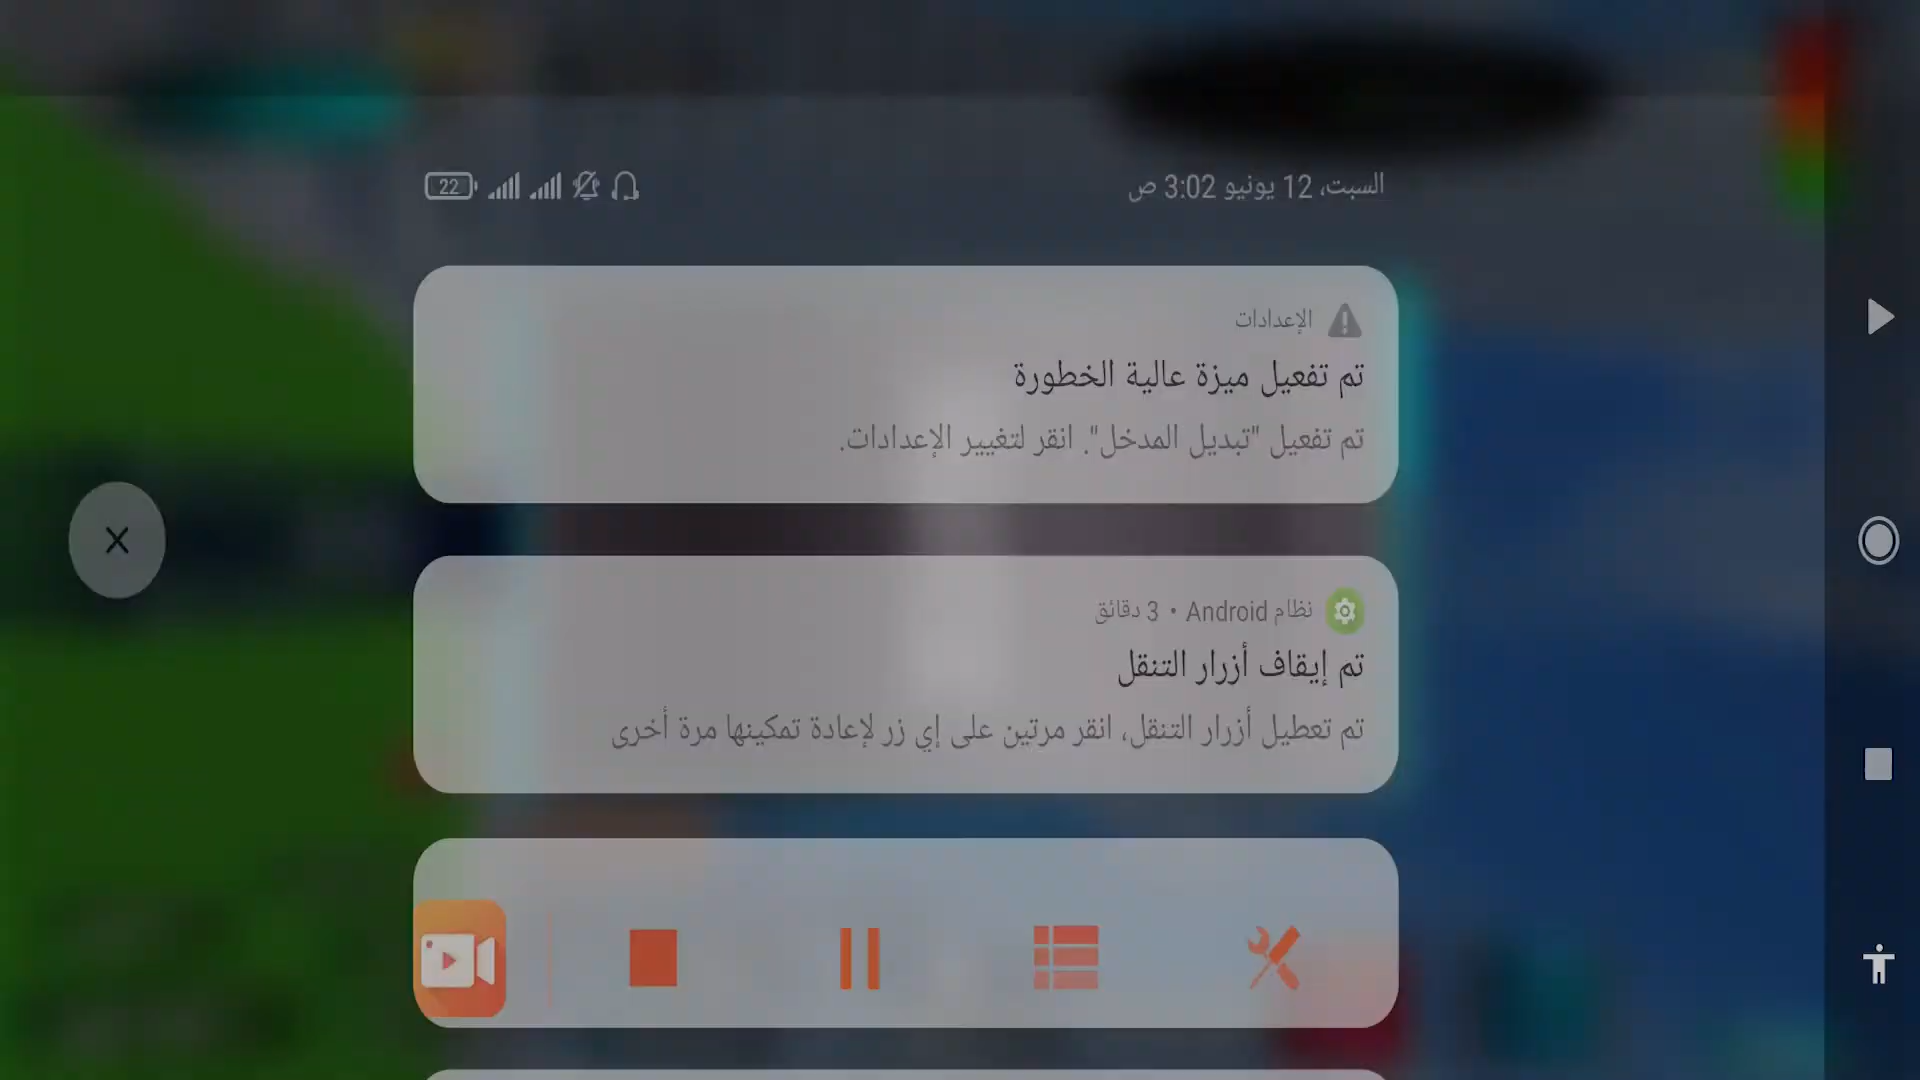 السبت، 12 يونيو 3:02 ص
22
الإعدادات
تم تفعيل ميزة عالية الخطورة
تم تفعيل "تبديل المدخل". انقر لتغيير الإعدادات.
نظام Android • 3 دقائق
تم إيقاف أزرار التنقل
تم تعطيل أزرار التنقل، انقر مرتين على إي زر لإعادة تمكينها مرة أخرى